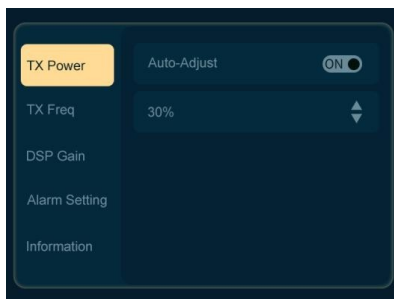 TX Power
Auto-Adjust
ON
TX Freq
30%
DSP Gain
Alarm Setting
Information